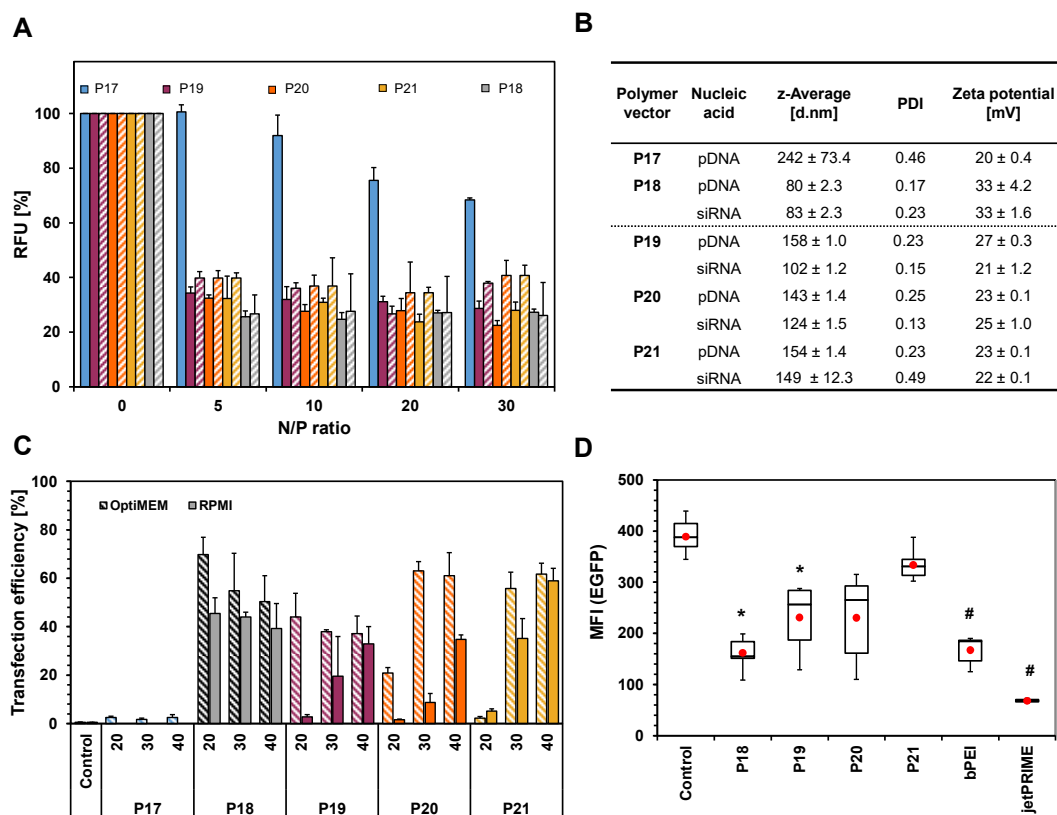 A
P17 P19 P20 P21 P18
100
80
60
40
20
0
RFU [%]
0 5 10 20 30
N/P ratio
B
Polymer vector Nucleic acid z-Average [d.nm] PDI Zeta potential [mV]
P17 pDNA 242 ± 73.4 0.46 20 ± 0.4
P18 pDNA 80 ± 2.3 0.17 33 ± 4.2
siRNA 83 ± 2.3 0.23 33 ± 1.6
P19 pDNA 158 ± 1.0 0.23 27 ± 0.3
siRNA 102 ± 1.2 0.15 21 ± 1.2
P20 pDNA 143 ± 1.4 0.25 23 ± 0.1
siRNA 124 ± 1.5 0.13 25 ± 1.0
P21 pDNA 154 ± 1.4 0.23 23 ± 0.1
siRNA 149 ± 12.3 0.49 22 ± 0.1
C
OptiMEM RPMI
100
80
60
40
20
0
Transfection efficiency [%]
Control 20 30 40 20 30 40 20 30 40 20 30 40 20 30 40
P17 P18 P19 P20 P21
D
500
400
300
200
100
0
MFI (EGFP)
* * # #
Control P18 P19 P20 P21 bPEI jetPRIME